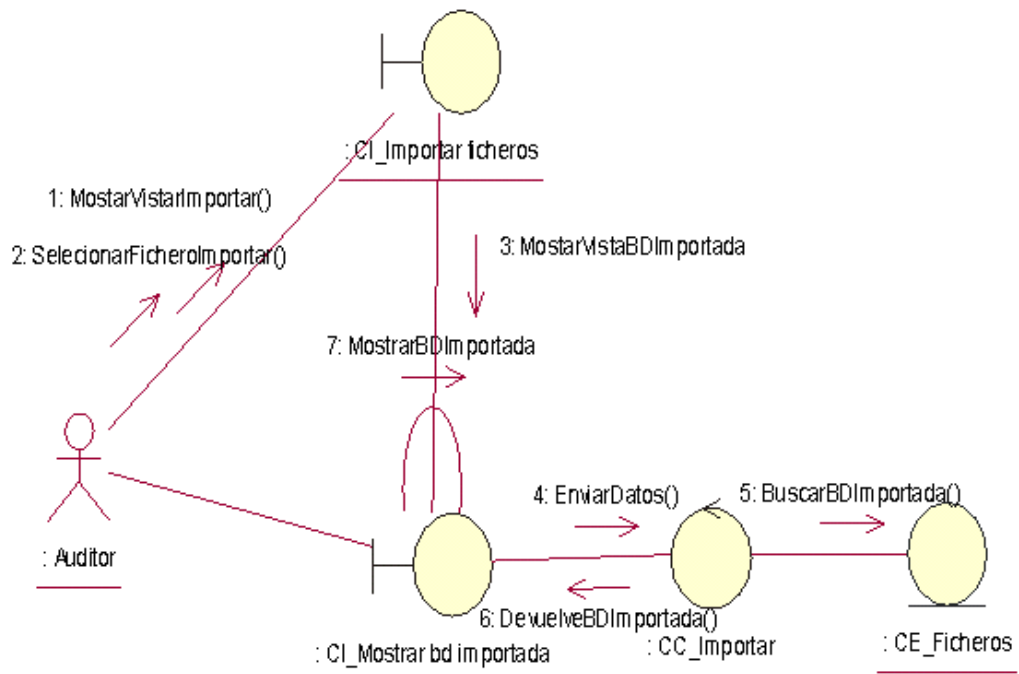 : CI_Importar ficheros
1: MostarVistarImportar()
2: SelecionarFicheroImportar()
3: MostarVistaBDImportada
7: MostrarBDImportada
4: EnviarDatos()
5: BuscarBDImportada()
: Auditor
6: DevuelveBDImportada()
: CI_Mostrar bd importada
: CC_Importar
: CE_Ficheros